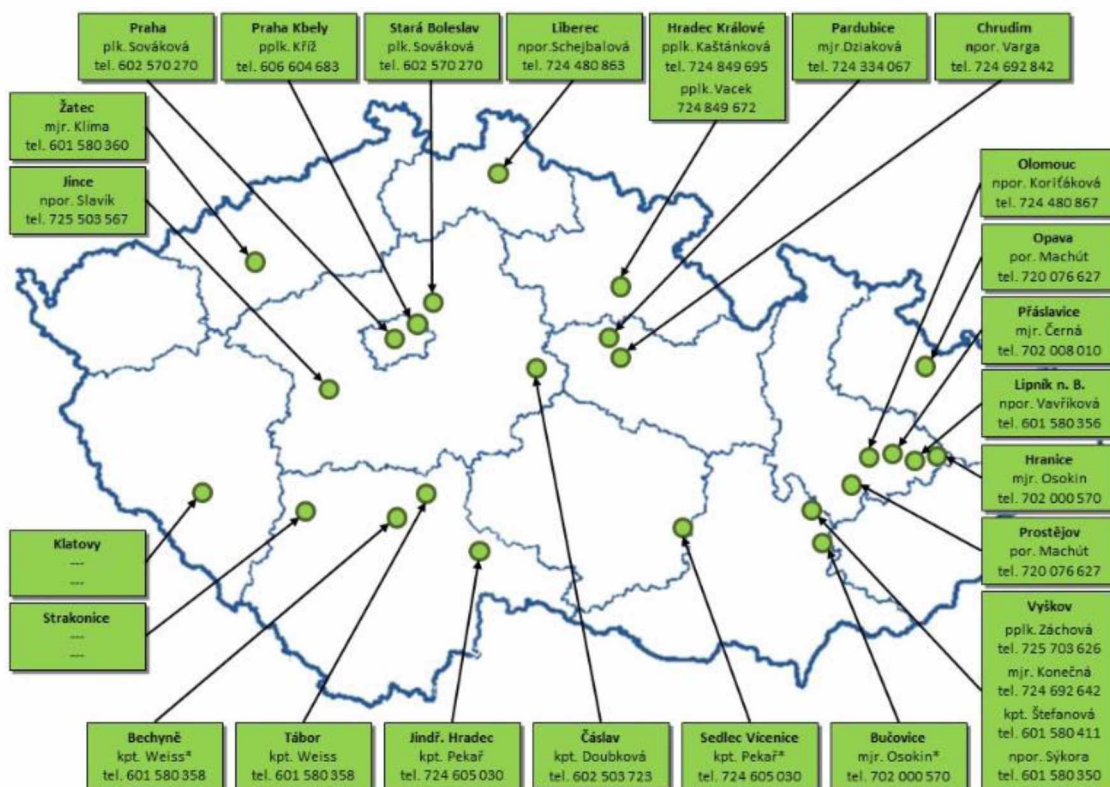 Praha
plk. Sováková
tel. 602 570 270
Praha Kbely
pplk. Kříž
tel. 606 604 683
Stará Boleslav
plk. Sováková
tel. 602 570 270
Liberec
npor.Schejbalová
tel. 724 480 863
Hradec Králové
pplk. Kaštánková
tel. 724 849 695
pplk. Vacek
724 849 672
Pardubice
mjr.Dziaková
tel. 724 334 067
Chrudim
npor. Varga
tel. 724 692 842
Žatec
mjr. Klíma
tel. 601 580 360
Jince
npor. Slavík
tel. 725 503 567
Olomouc
npor. Koriťáková
tel. 724 480 867
Opava
por. Machút
tel. 720 076 627
Přáslavice
mjr. Černá
tel. 702 008 010
Lipník n. B.
npor. Vavříková
tel. 601 580 356
Hranice
mjr. Osokin
tel. 702 000 570
Prostějov
por. Machút
tel. 720 076 627
Klatovy
---
---
Strakonice
---
---
Vyškov
pplk. Záchová
tel. 725 703 626
mjr. Konečná
tel. 724 692 642
kpt. Štefanová
tel. 601 580 411
npor. Sýkora
tel. 601 580 350
Bechyně
kpt. Weiss*
tel. 601 580 358
Tábor
kpt. Weiss
tel. 601 580 358
Jindř. Hradec
kpt. Pekař
tel. 724 605 030
Čáslav
kpt. Doubková
tel. 602 503 723
Sedlec Vícenice
kpt. Pekař*
tel. 724 605 030
Bučovice
mjr. Osokin*
tel. 702 000 570